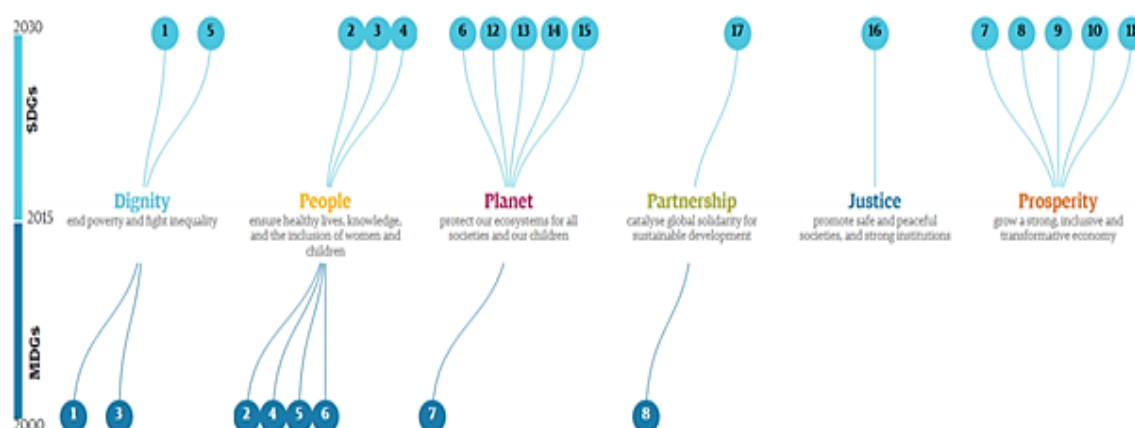 2030
1 5 2 3 4 6 12 13 14 15 17 16 7 8 9 10 11
SDGs
Dignity
end poverty and fight inequality
People
ensure healthy lives, knowledge,
and the inclusion of women and
children
Planet
protect our ecosystems for all
societies and our children
Partnership
catalyse global solidarity for
sustainable development
Justice
promote safe and peaceful
societies, and strong institutions
Prosperity
grow a strong, inclusive and
transformative economy
2015
MDGs
1 3 2 4 5 6 7 8
2000